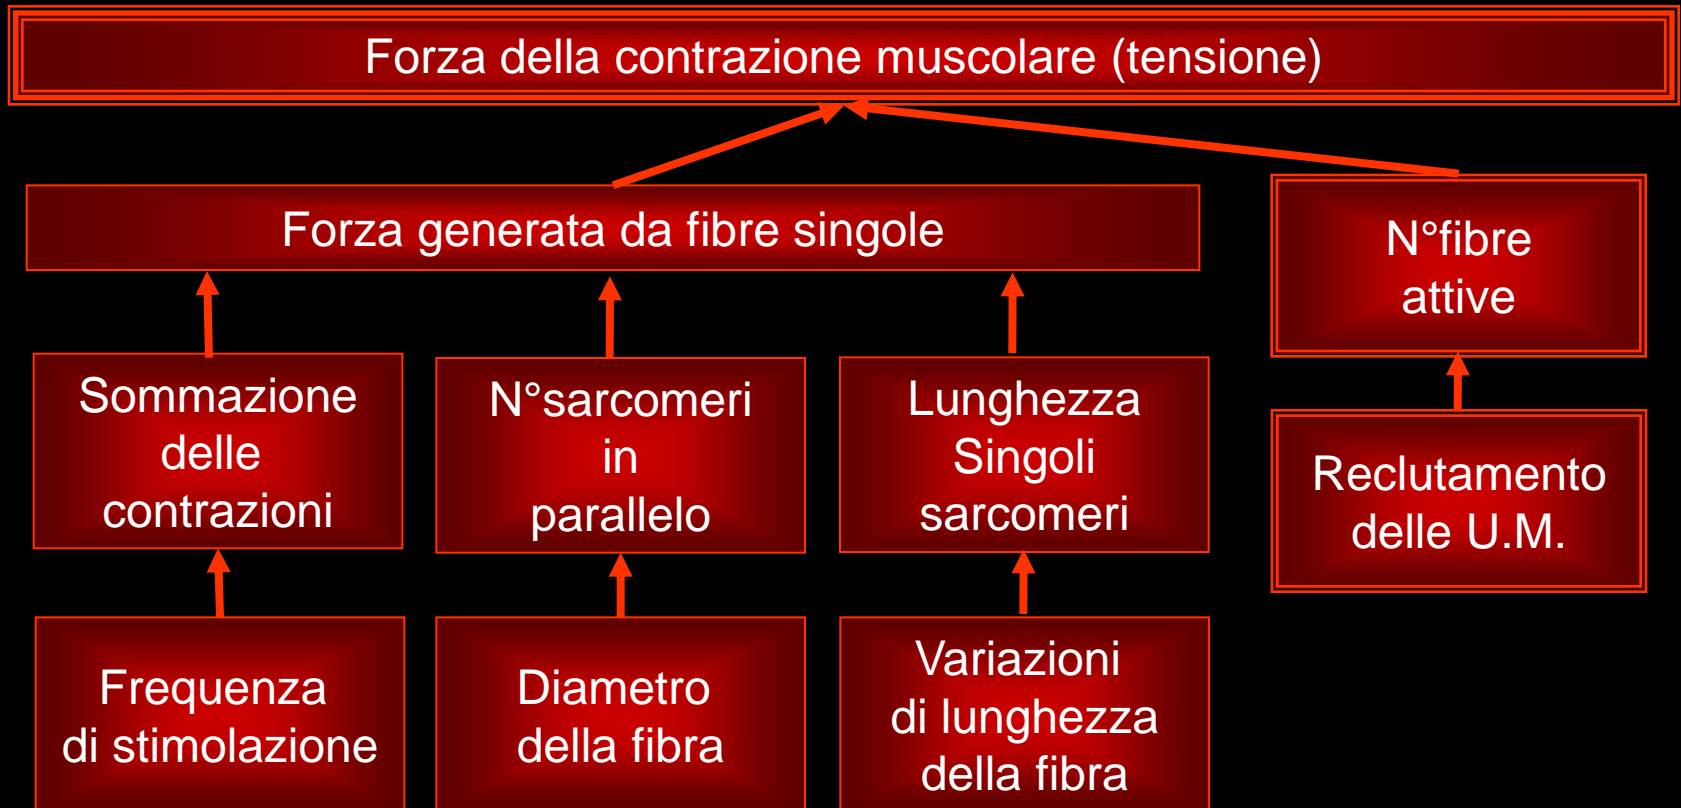 Forza della contrazione muscolare (tensione)
Forza generata da fibre singole
N°fibre
attive
Sommazione
delle
contrazioni
N°sarcomeri
in
parallelo
Lunghezza
Singoli
sarcomeri
Reclutamento
delle U.M.
Frequenza
di stimolazione
Diametro
della fibra
Variazioni
di lunghezza
della fibra